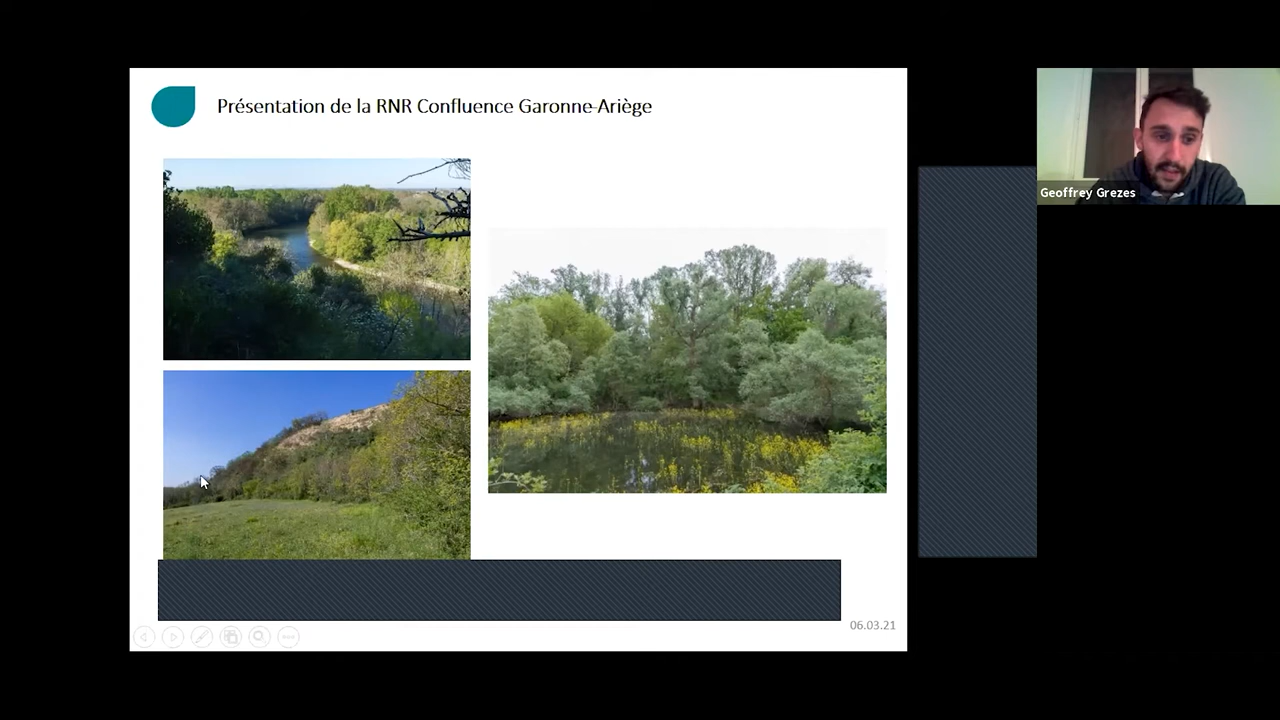 Présentation de la RNR Confluence Garonne-Ariège
Geoffrey Grezes
06.03.21